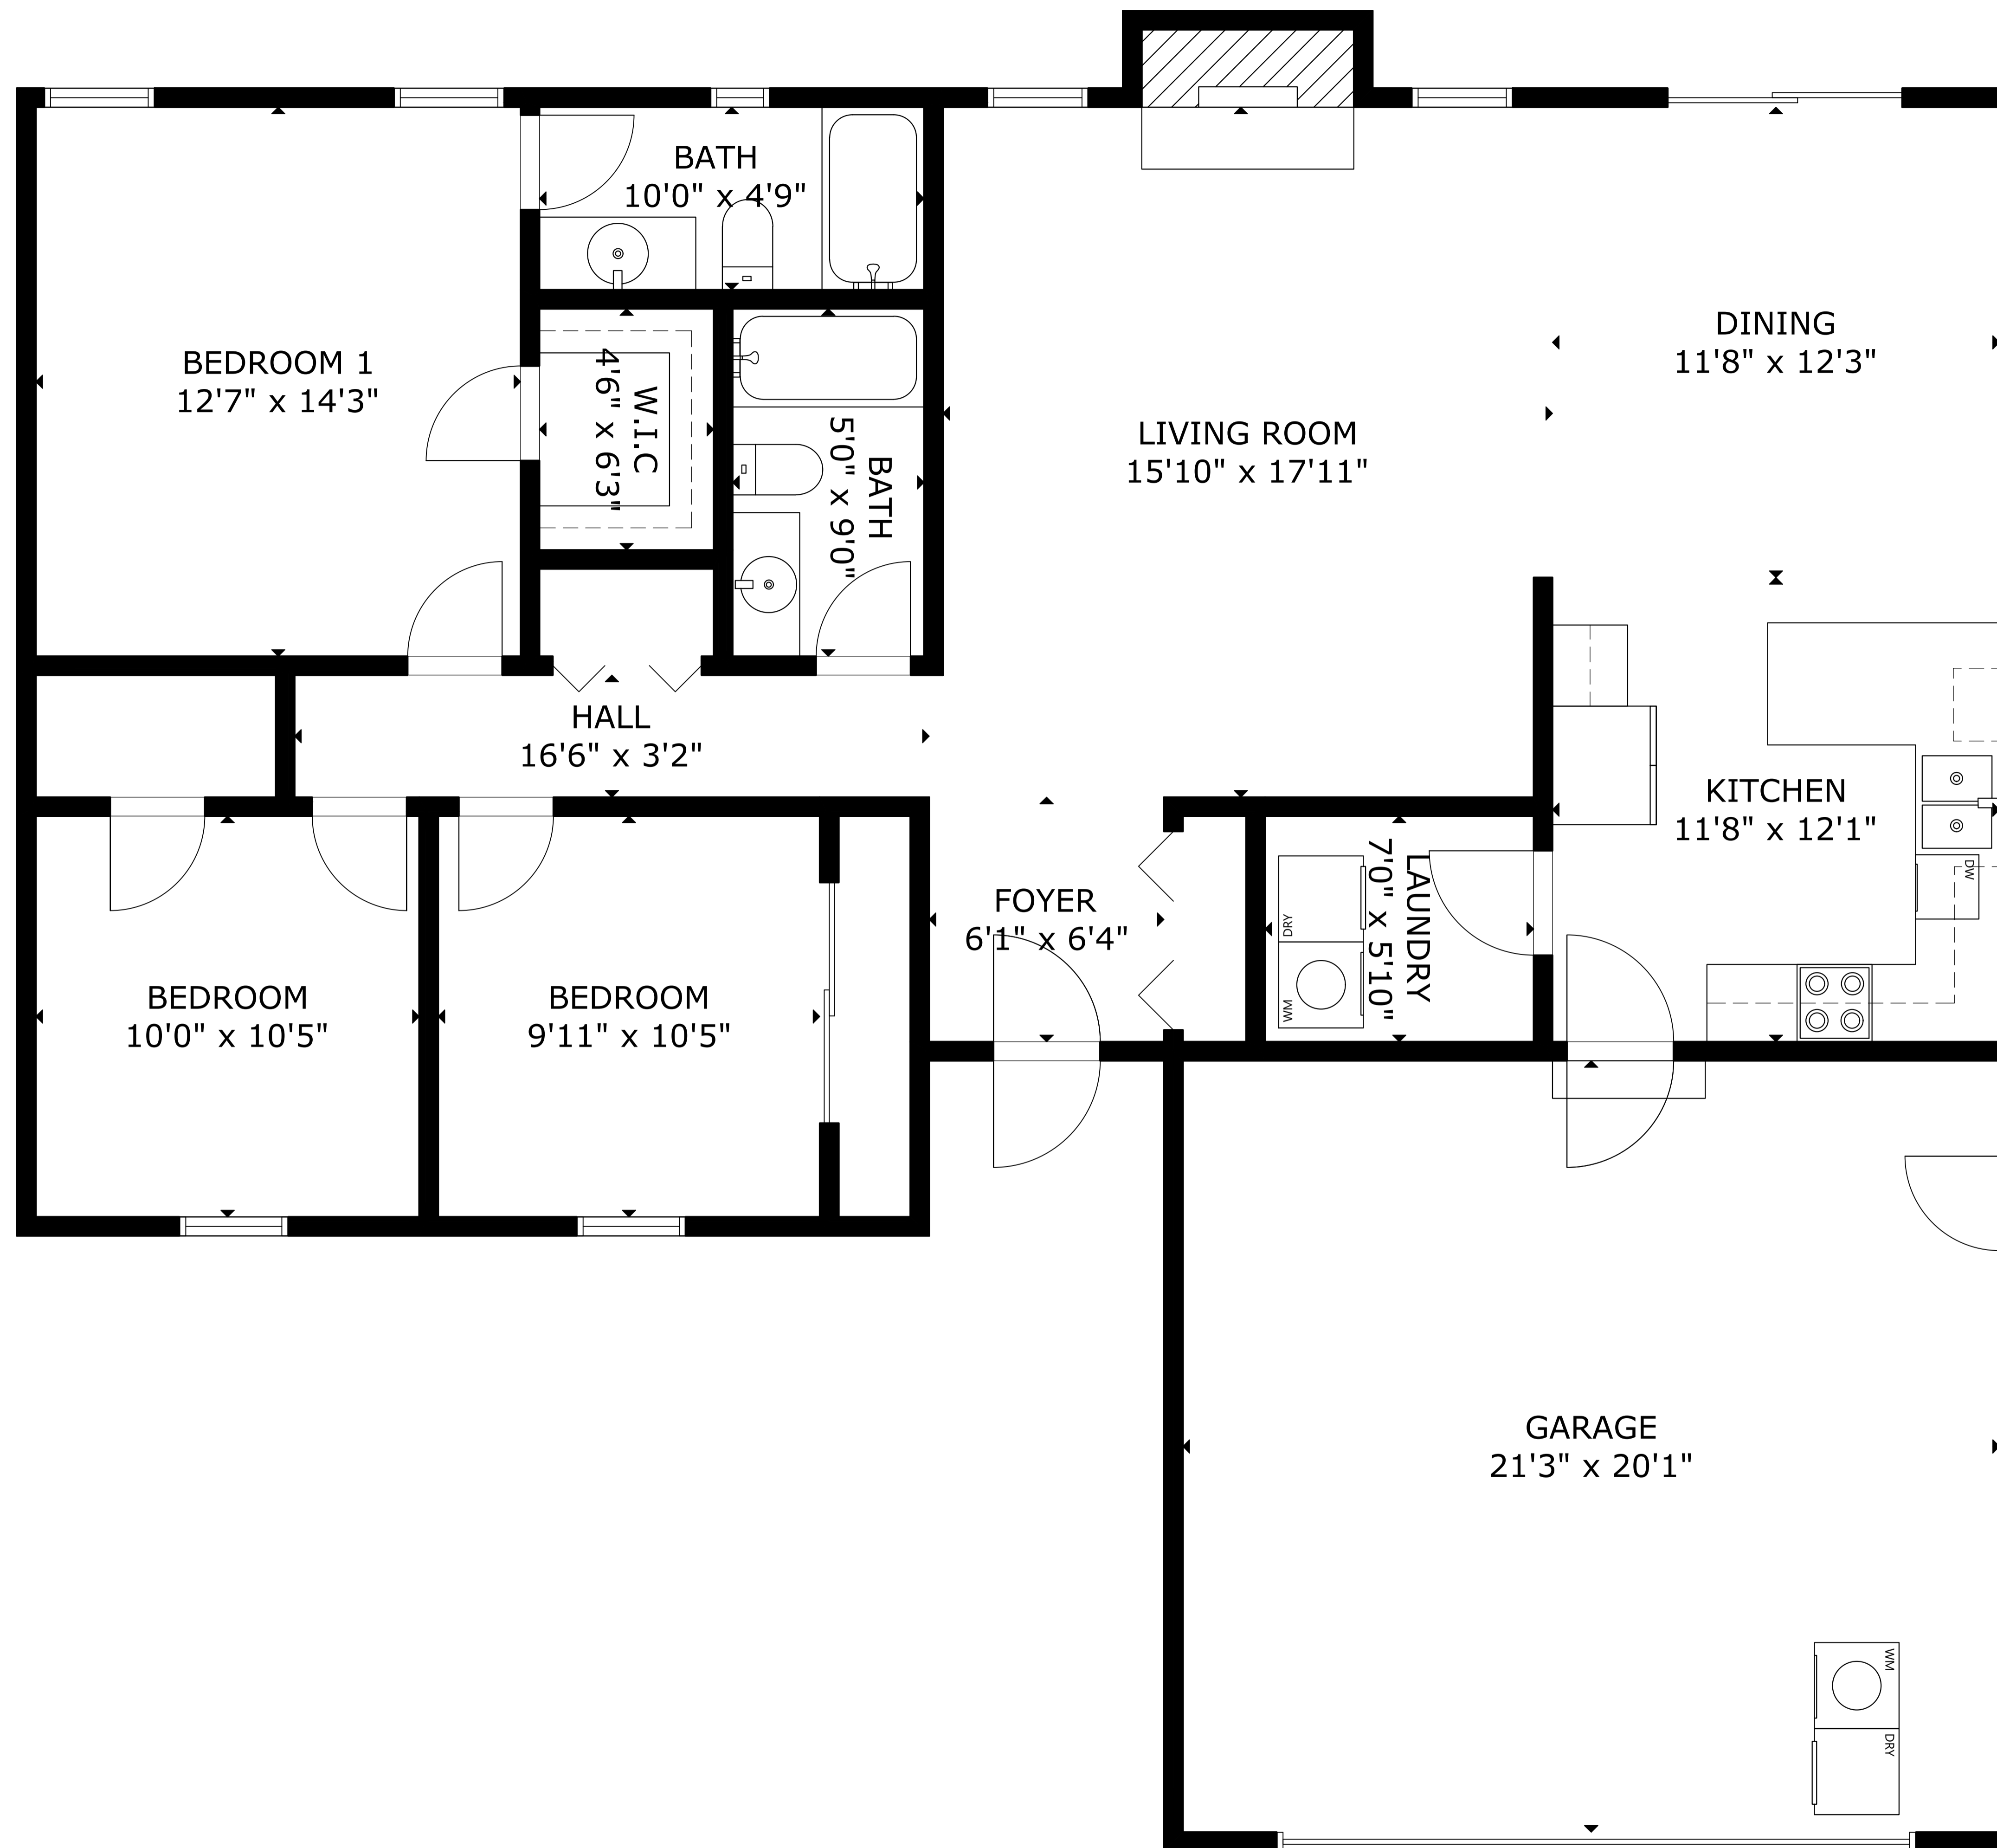 BATH
10'0" x 4'9"
BEDROOM 1
12'7" x 14'3"
W.I.C
4'6" x 6'3"
BATH
5'0" x 9'0"
LIVING ROOM
15'10" x 17'11"
DINING
11'8" x 12'3"
HALL
16'6" x 3'2"
KITCHEN
11'8" x 12'1"
DW
FOYER
6'1" x 6'4"
LAUNDRY
7'0" x 5'10"
DRY
WM
BEDROOM
10'0" x 10'5"
BEDROOM
9'11" x 10'5"
GARAGE
21'3" x 20'1"
WM
DRY